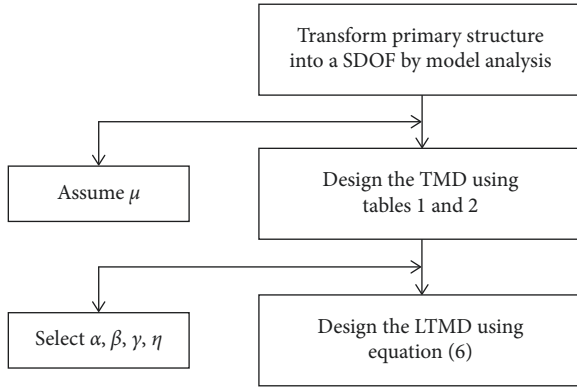 Transform primary structure
into a SDOF by model analysis
Assume μ
Design the TMD using
tables 1 and 2
Select α, β, γ, η
Design the LTMD using
equation (6)